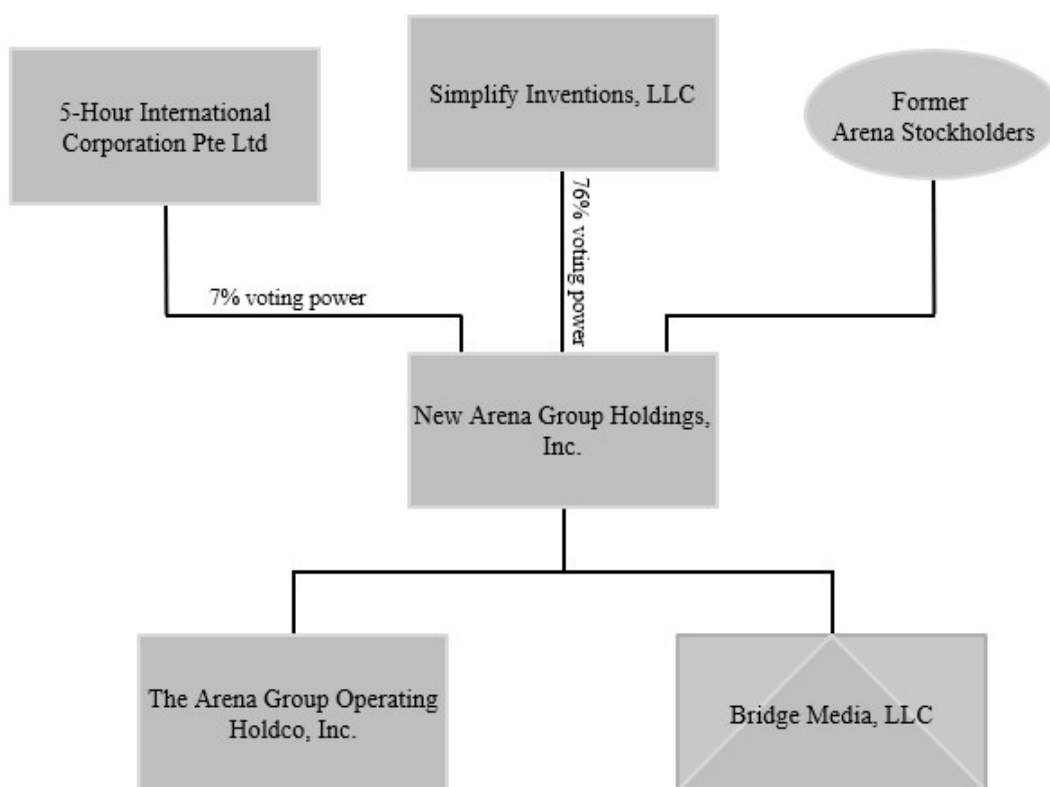 5-Hour International
Corporation Pte Ltd
Simplify Inventions, LLC
Former
Arena Stockholders
7% voting power
76% voting power
New Arena Group Holdings,
Inc.
The Arena Group Operating
Holdco, Inc.
Bridge Media, LLC